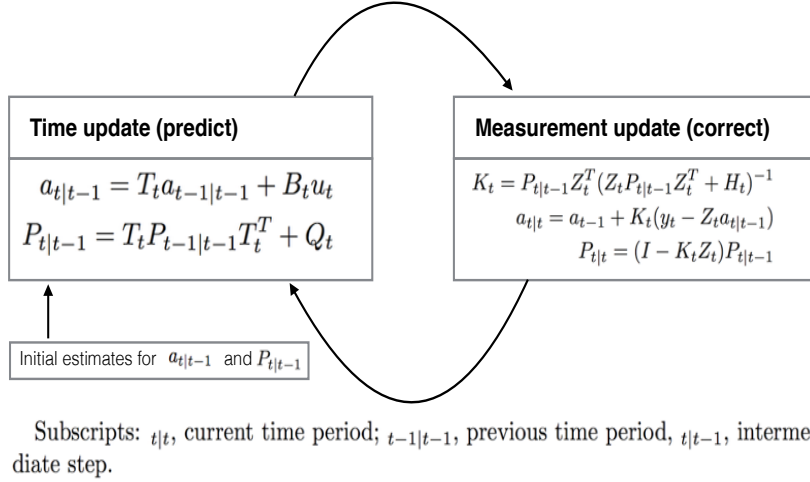 Time update (predict)
a_{t|t-1} = T_t a_{t-1|t-1} + B_t u_t
P_{t|t-1} = T_t P_{t-1|t-1} T_t^T + Q_t
Measurement update (correct)
K_t = P_{t|t-1} Z_t^T (Z_t P_{t|t-1} Z_t^T + H_t)^{-1}
a_{t|t} = a_{t-1} + K_t (y_t − Z_t a_{t|t-1})
P_{t|t} = (I − K_t Z_t) P_{t|t-1}
Initial estimates for a_{t|t-1} and P_{t|t-1}
Subscripts: _{t|t}, current time period; _{t-1|t-1}, previous time period, _{t|t-1}, interme
diate step.